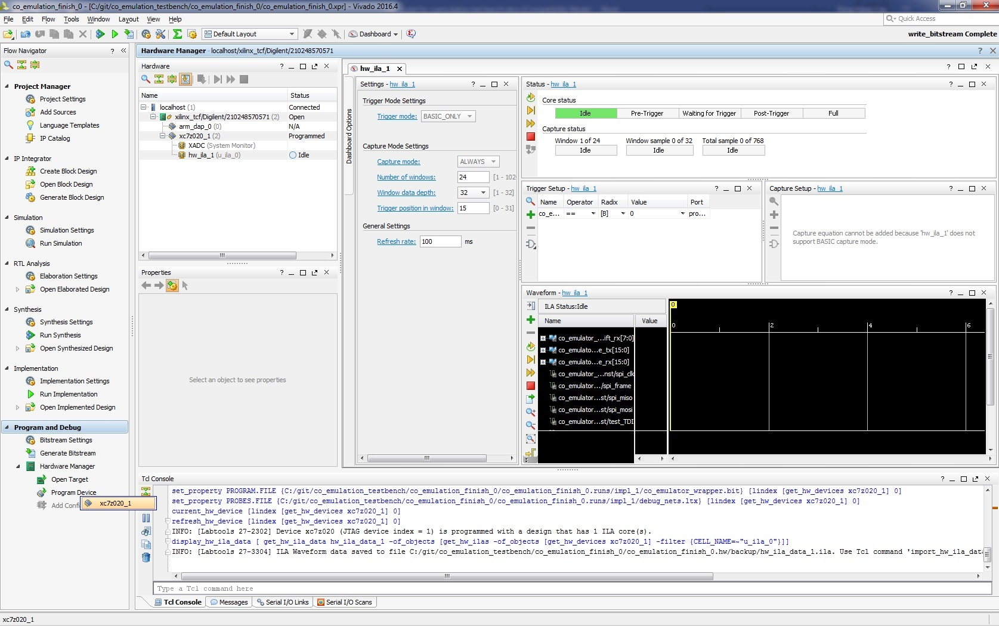 co_emulation_finish_0 - [C:/git/co_emulation_testbench/co_emulation_finish_0/co_emulation_finish_0.xpr] - Vivado 2016.4
File Edit Flow Tools Window Layout View Help
Quick Access
Default Layout
Dashboard
write_bitstream Complete
Flow Navigator
Project Manager
Project Settings
Add Sources
Language Templates
IP Catalog
IP Integrator
Create Block Design
Open Block Design
Generate Block Design
Simulation
Simulation Settings
Run Simulation
RTL Analysis
Elaboration Settings
Open Elaborated Design
Synthesis
Synthesis Settings
Run Synthesis
Open Synthesized Design
Implementation
Implementation Settings
Run Implementation
Open Implemented Design
Program and Debug
Bitstream Settings
Generate Bitstream
Hardware Manager
Open Target
Program Device
Add Confi
xc7z020_1
Hardware Manager - localhost/xilinx_tcf/Digilent/210248570571
Hardware
Name Status
localhost (1) Connected
xilinx_tcf/Digilent/210248570571 (2) Open
arm_dap_0 (0) N/A
xc7z020_1 (2) Programmed
XADC (System Monitor)
hw_ila_1 (u_ila_0) Idle
Properties
Select an object to see properties
hw_ila_1
Dashboard Options
Settings - hw_ila_1
Trigger Mode Settings
Trigger mode: BASIC_ONLY
Capture Mode Settings
Capture mode: ALWAYS
Number of windows: 24 [1 - 102
Window data depth: 32 [1 - 32]
Trigger position in window: 15 [0 - 31]
General Settings
Refresh rate: 100 ms
Status - hw_ila_1
Core status
Idle Pre-Trigger Waiting for Trigger Post-Trigger Full
Capture status
Window 1 of 24 Window sample 0 of 32 Total sample 0 of 768
Idle Idle Idle
Trigger Setup - hw_ila_1
Name Operator Radix Value Port
co_e... == [B] 0 pro...
Capture Setup - hw_ila_1
Capture equation cannot be added because 'hw_ila_1' does not
support BASIC capture mode.
Waveform - hw_ila_1
ILA Status:Idle
Name Value
0
0 2 4 6
co_emulator_...ift_rx[7:0]
co_emulato...e_tx[15:0]
co_emulato...e_rx[15:0]
co_emulator_...nst/spi_clk
co_emulator.../spi_frame
co_emulator...st/spi_miso
co_emulator...st/spi_mosi
co_emulator...st/test_TDI
Tcl Console
set_property PROGRAM.FILE {C:/git/co_emulation_testbench/co_emulation_finish_0/co_emulation_finish_0.runs/impl_1/co_emulator_wrapper.bit} [lindex [get_hw_devices xc7z020_1] 0]
set_property PROBES.FILE {C:/git/co_emulation_testbench/co_emulation_finish_0/co_emulation_finish_0.runs/impl_1/debug_nets.ltx} [lindex [get_hw_devices xc7z020_1] 0]
current_hw_device [lindex [get_hw_devices xc7z020_1] 0]
refresh_hw_device [lindex [get_hw_devices xc7z020_1] 0]
INFO: [Labtools 27-2302] Device xc7z020 (JTAG device index = 1) is programmed with a design that has 1 ILA core(s).
display_hw_ila_data [ get_hw_ila_data hw_ila_data_1 -of_objects [get_hw_ilas -of_objects [get_hw_devices xc7z020_1] -filter {CELL_NAME=~"u_ila_0"}]]
INFO: [Labtools 27-3304] ILA Waveform data saved to file C:/git/co_emulation_testbench/co_emulation_finish_0/co_emulation_finish_0.hw/backup/hw_ila_data_1.ila. Use Tcl command 'import_hw_ila_data
Type a Tcl command here
Tcl Console Messages Serial I/O Links Serial I/O Scans
xc7z020_1